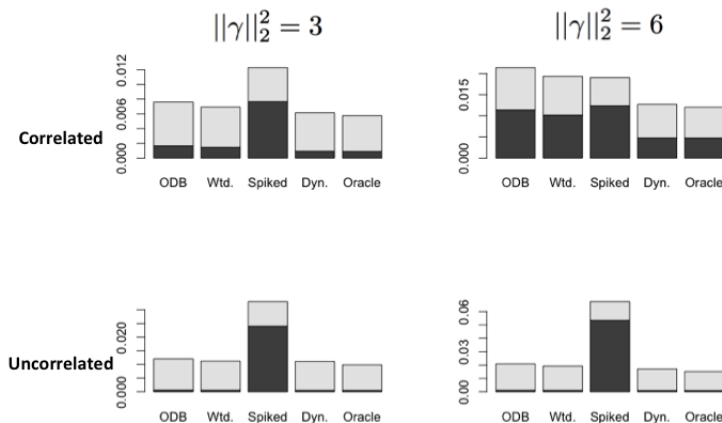 ||γ||₂² = 3
||γ||₂² = 6
Correlated
0.012
0.006
0.000
ODB Wtd. Spiked Dyn. Oracle
0.015
0.000
ODB Wtd. Spiked Dyn. Oracle
Uncorrelated
0.020
0.000
ODB Wtd. Spiked Dyn. Oracle
0.06
0.03
0.00
ODB Wtd. Spiked Dyn. Oracle